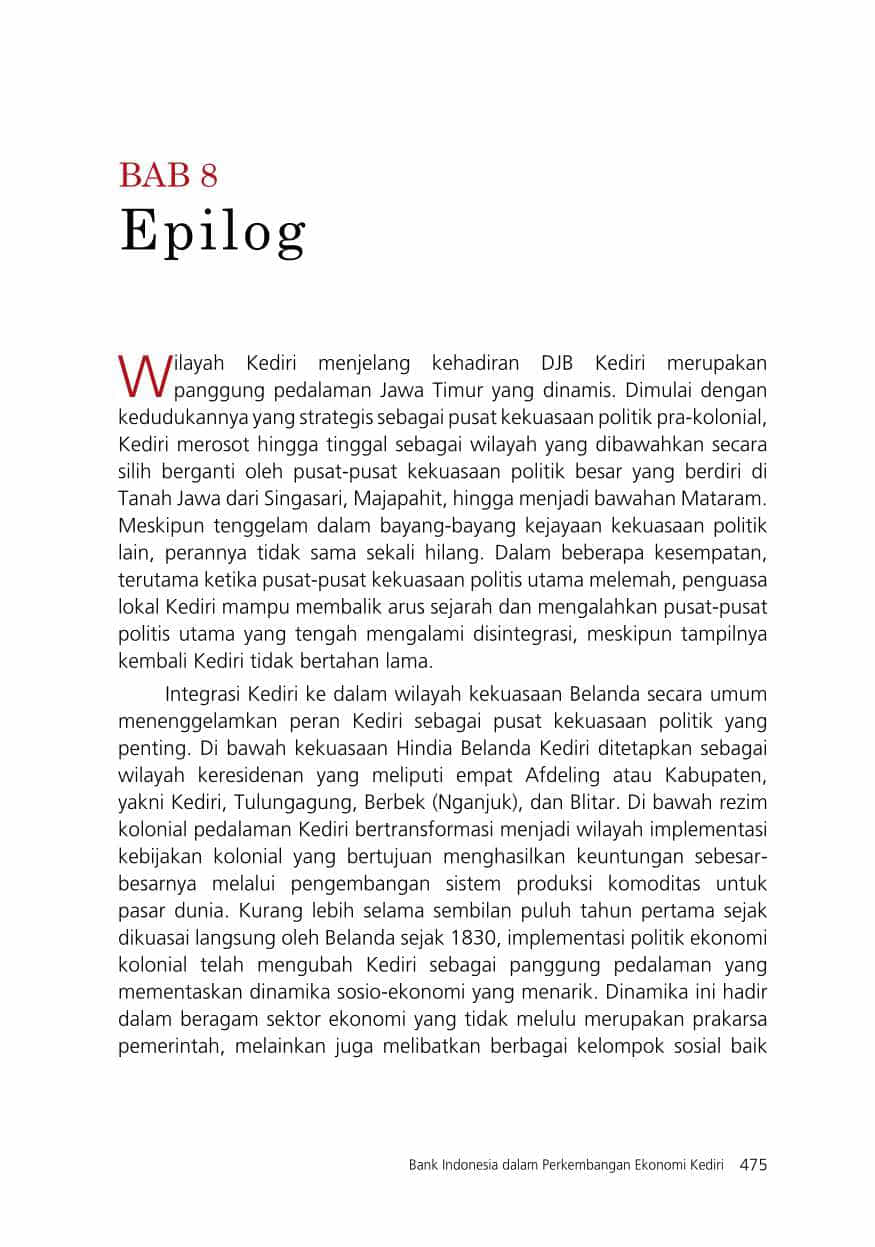 BAB 8
Epilog
Wilayah Kediri menjelang kehadiran DJB Kediri merupakan
panggung pedalaman Jawa Timur yang dinamis. Dimulai dengan
kedudukannya yang strategis sebagai pusat kekuasaan politik pra-kolonial,
Kediri merosot hingga tinggal sebagai wilayah yang dibawahkan secara
silih berganti oleh pusat-pusat kekuasaan politik besar yang berdiri di
Tanah Jawa dari Singasari, Majapahit, hingga menjadi bawahan Mataram.
Meskipun tenggelam dalam bayang-bayang kejayaan kekuasaan politik
lain, perannya tidak sama sekali hilang. Dalam beberapa kesempatan,
terutama ketika pusat-pusat kekuasaan politis utama melemah, penguasa
lokal Kediri mampu membalik arus sejarah dan mengalahkan pusat-pusat
politis utama yang tengah mengalami disintegrasi, meskipun tampilnya
kembali Kediri tidak bertahan lama.
Integrasi Kediri ke dalam wilayah kekuasaan Belanda secara umum
menenggelamkan peran Kediri sebagai pusat kekuasaan politik yang
penting. Di bawah kekuasaan Hindia Belanda Kediri ditetapkan sebagai
wilayah keresidenan yang meliputi empat Afdeling atau Kabupaten,
yakni Kediri, Tulungagung, Berbek (Nganjuk), dan Blitar. Di bawah rezim
kolonial pedalaman Kediri bertransformasi menjadi wilayah implementasi
kebijakan kolonial yang bertujuan menghasilkan keuntungan sebesar-
besarnya melalui pengembangan sistem produksi komoditas untuk
pasar dunia. Kurang lebih selama sembilan puluh tahun pertama sejak
dikuasai langsung oleh Belanda sejak 1830, implementasi politik ekonomi
kolonial telah mengubah Kediri sebagai panggung pedalaman yang
mementaskan dinamika sosio-ekonomi yang menarik. Dinamika ini hadir
dalam beragam sektor ekonomi yang tidak melulu merupakan prakarsa
pemerintah, melainkan juga melibatkan berbagai kelompok sosial baik
Bank Indonesia dalam Perkembangan Ekonomi Kediri 475